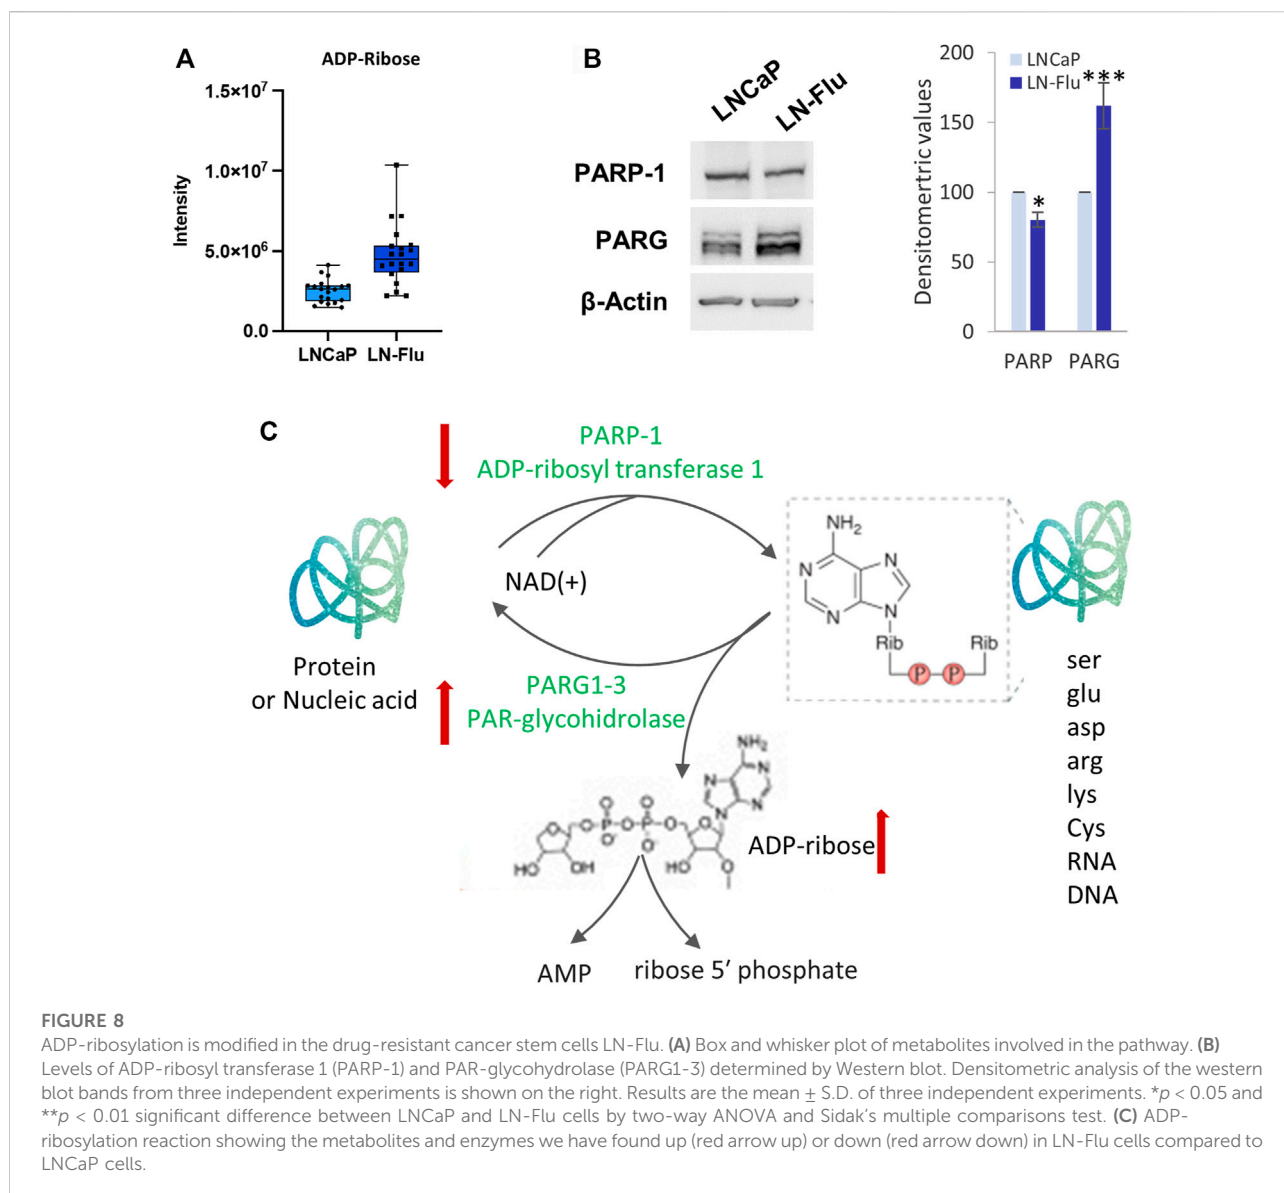 A
ADP-Ribose
1.5×10⁷
1.0×10⁷
5.0×10⁶
0.0
Intensity
LNCaP LN-Flu
B
LNCaP LN-Flu
PARP-1
PARG
β-Actin
200
150
100
50
0
Densitomertric values
LNCaP
LN-Flu
***
*
PARP PARG
C
PARP-1
ADP-ribosyl transferase 1
NAD(+)
Protein
or Nucleic acid
PARG1-3
PAR-glycohidrolase
NH₂
N
N
N
N
Rib
Rib
P P
ser
glu
asp
arg
lys
Cys
RNA
DNA
NH₂
N
N
N
N
O
O
O
P
O
P
O
O
O⁻
O⁻
HO
OH
HO
O
ADP-ribose
AMP
ribose 5′ phosphate
FIGURE 8
ADP-ribosylation is modified in the drug-resistant cancer stem cells LN-Flu. (A) Box and whisker plot of metabolites involved in the pathway. (B)
Levels of ADP-ribosyl transferase 1 (PARP-1) and PAR-glycohydrolase (PARG1-3) determined by Western blot. Densitometric analysis of the western
blot bands from three independent experiments is shown on the right. Results are the mean ± S.D. of three independent experiments. *p < 0.05 and
**p < 0.01 significant difference between LNCaP and LN-Flu cells by two-way ANOVA and Sidak's multiple comparisons test. (C) ADP-
ribosylation reaction showing the metabolites and enzymes we have found up (red arrow up) or down (red arrow down) in LN-Flu cells compared to
LNCaP cells.